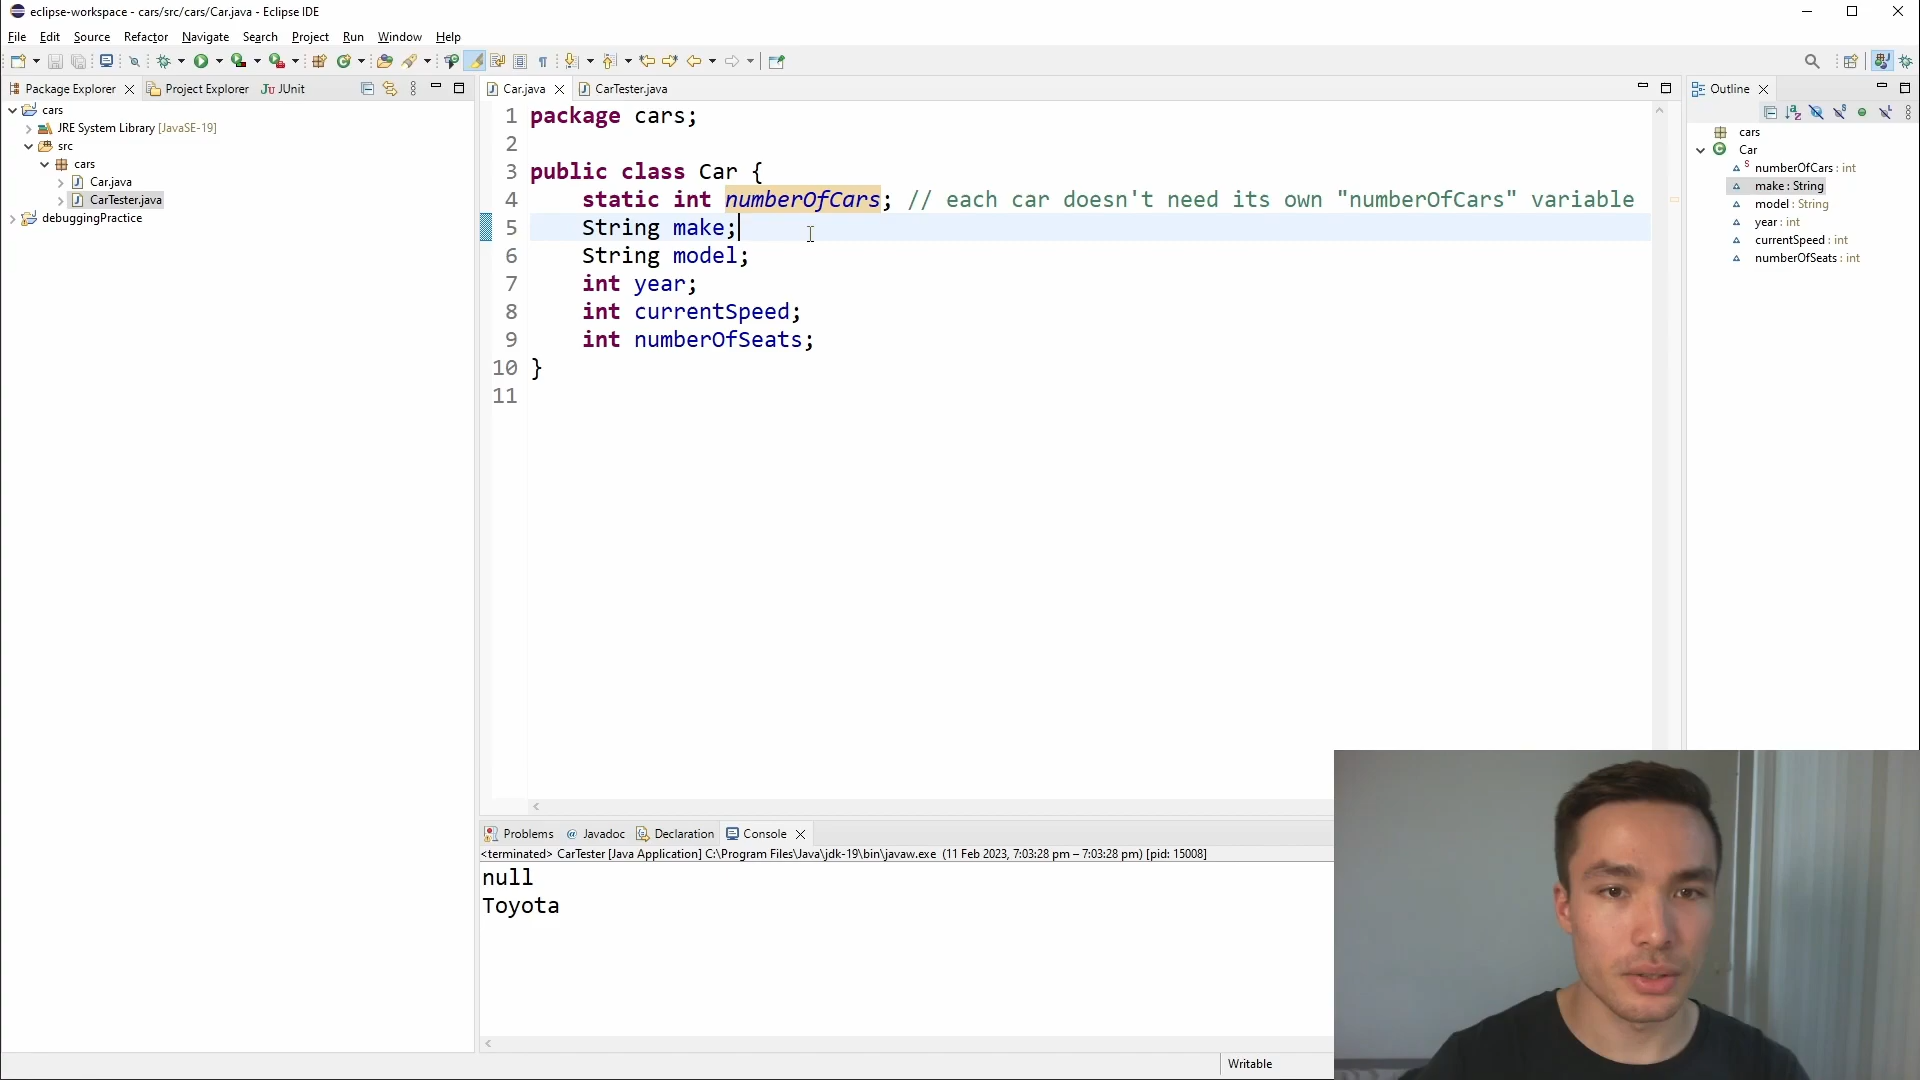 eclipse-workspace - cars/src/cars/Car.java - Eclipse IDE
File Edit Source Refactor Navigate Search Project Run Window Help
Package Explorer Project Explorer JUnit
cars
JRE System Library [JavaSE-19]
src
cars
Car.java
CarTester.java
debuggingPractice
Car.java CarTester.java
1 package cars;
2
3 public class Car {
4 static int numberOfCars; // each car doesn't need its own "numberOfCars" variable
5 String make;
6 String model;
7 int year;
8 int currentSpeed;
9 int numberOfSeats;
10 }
11
Outline
cars
Car
numberOfCars : int
make : String
model : String
year : int
currentSpeed : int
numberOfSeats : int
Problems Javadoc Declaration Console
<terminated> CarTester [Java Application] C:\Program Files\Java\jdk-19\bin\javaw.exe (11 Feb 2023, 7:03:28 pm – 7:03:28 pm) [pid: 15008]
null
Toyota
Writable